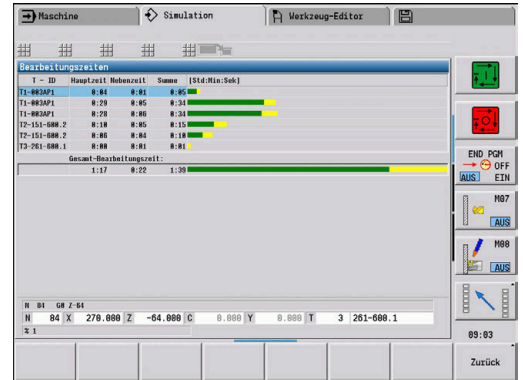 Maschine
Simulation
Werkzeug-Editor
Bearbeitungszeiten
T - ID Hauptzeit Nebenzeit Summe [Std:Min:Sek]
T1-003AP1 0:04 0:01 0:05
T1-003AP1 0:29 0:05 0:34
T1-003AP1 0:28 0:06 0:34
T2-151-600.2 0:10 0:05 0:15
T2-151-600.2 0:06 0:04 0:10
T3-261-600.1 0:00 0:01 0:01
Gesamt-Bearbeitungszeit:
1:17 0:22 1:39
N 84 G0 Z-64
N 84 X 270.000 Z -64.000 C 0.000 Y 0.000 T 3 261-600.1
% 1
END PGM
OFF
AUS EIN
M07
AUS
M08
AUS
09:03
Zurück